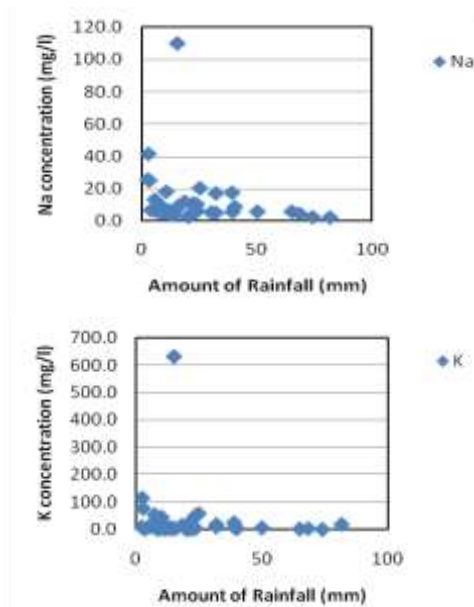 120.0
100.0
80.0
60.0
40.0
20.0
0.0
Na concentration (mg/l)
Na
0 50 100
Amount of Rainfall (mm)
700.0
600.0
500.0
400.0
300.0
200.0
100.0
0.0
K concentration (mg/l)
K
0 50 100
Amount of Rainfall (mm)